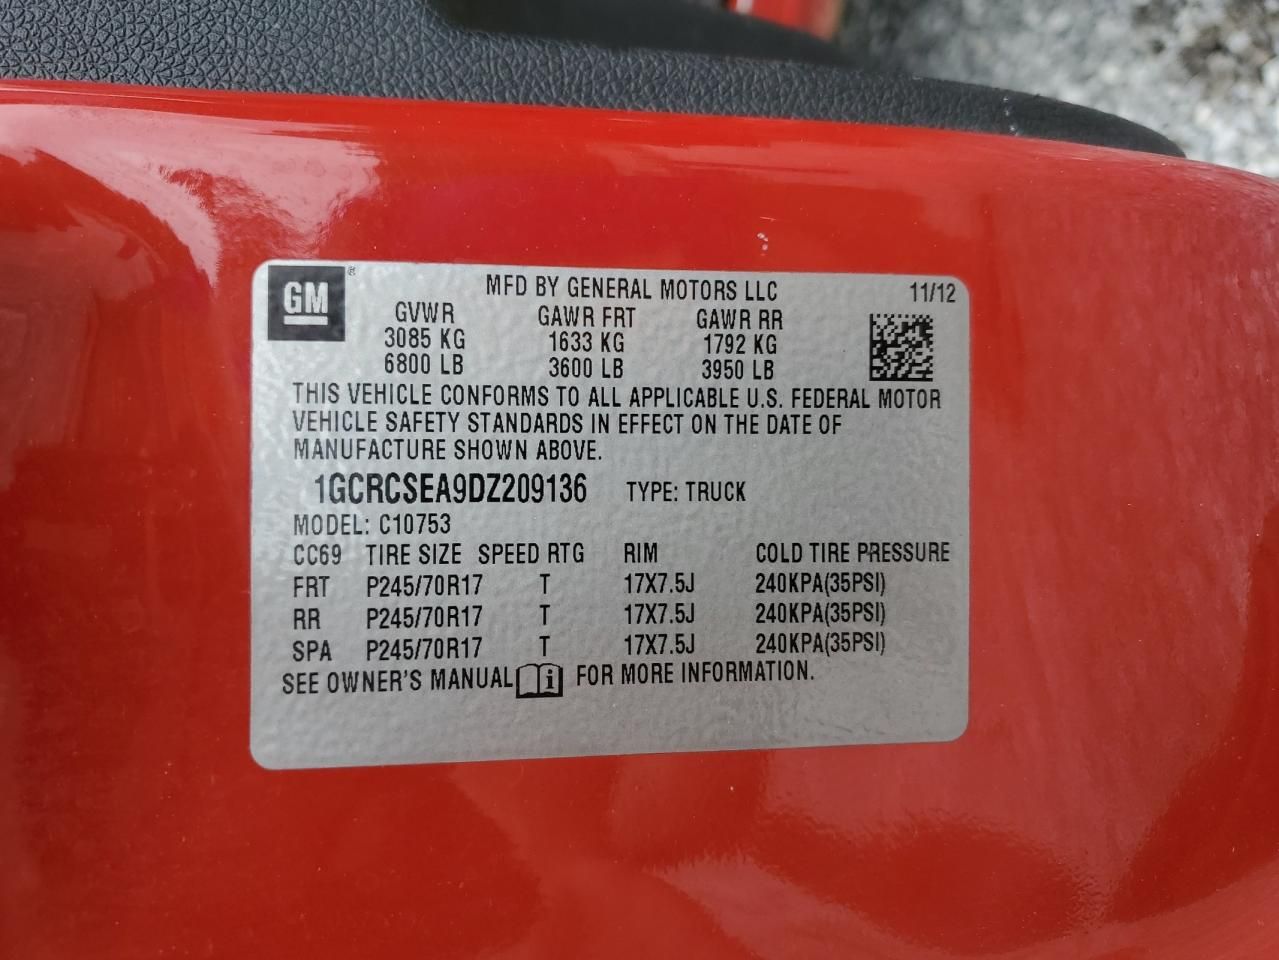 GM ® MFD BY GENERAL MOTORS LLC 11/12
GVWR GAWR FRT GAWR RR
3085 KG 1633 KG 1792 KG
6800 LB 3600 LB 3950 LB
THIS VEHICLE CONFORMS TO ALL APPLICABLE U.S. FEDERAL MOTOR
VEHICLE SAFETY STANDARDS IN EFFECT ON THE DATE OF
MANUFACTURE SHOWN ABOVE.
1GCRCSEA9DZ209136 TYPE: TRUCK
MODEL: C10753
CC69 TIRE SIZE SPEED RTG RIM COLD TIRE PRESSURE
FRT P245/70R17 T 17X7.5J 240KPA(35PSI)
RR P245/70R17 T 17X7.5J 240KPA(35PSI)
SPA P245/70R17 T 17X7.5J 240KPA(35PSI)
SEE OWNER'S MANUAL i FOR MORE INFORMATION.